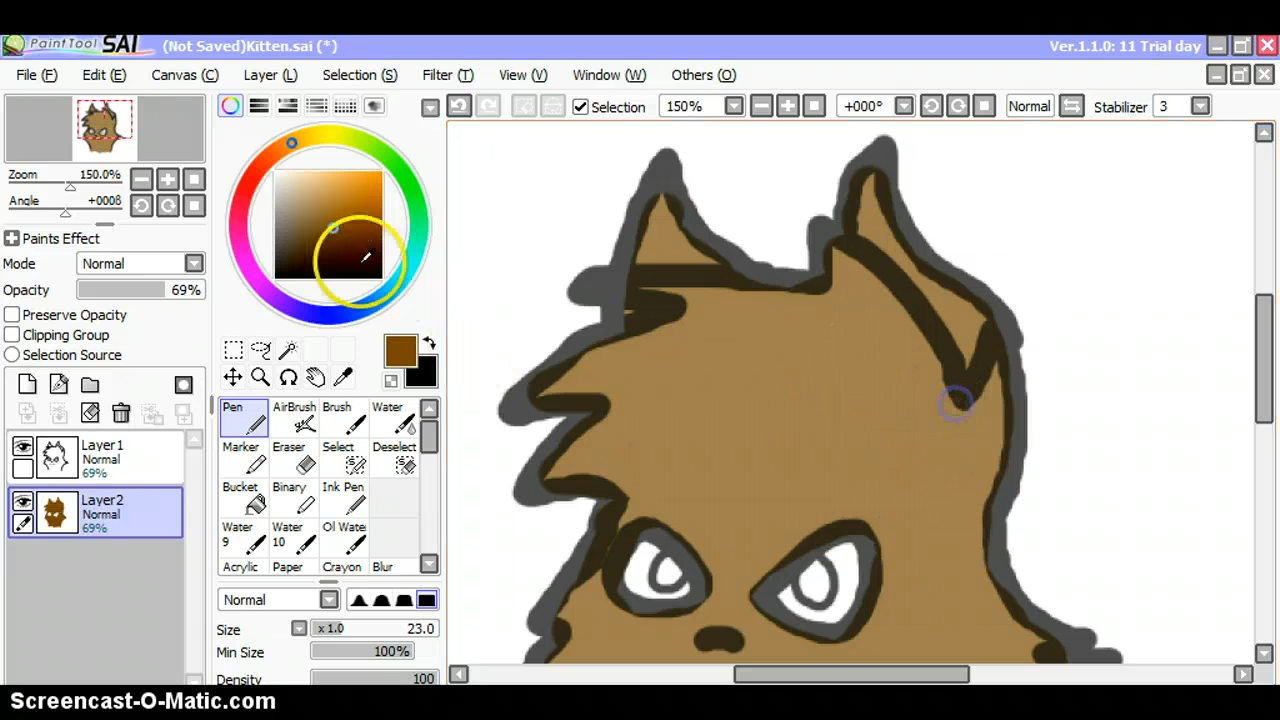 PaintTool SAI (Not Saved)Kitten.sai (*) Ver.1.1.0: 11 Trial day
File (F) Edit (E) Canvas (C) Layer (L) Selection (S) Filter (T) View (V) Window (W) Others (O)
Selection 150% +000° Normal Stabilizer 3
Zoom 150.0%
Angle +000ß
Paints Effect
Mode Normal
Opacity 69%
Preserve Opacity
Clipping Group
Selection Source
Layer1
Normal
69%
Layer2
Normal
69%
Pen AirBrush Brush Water
Marker Eraser Select Deselect
Bucket Binary Ink Pen
Water 9 Water 10 Ol Wate
Acrylic Paper Crayon Blur
Normal
Size x 1.0 23.0
Min Size 100%
Density 100
Screencast-O-Matic.com